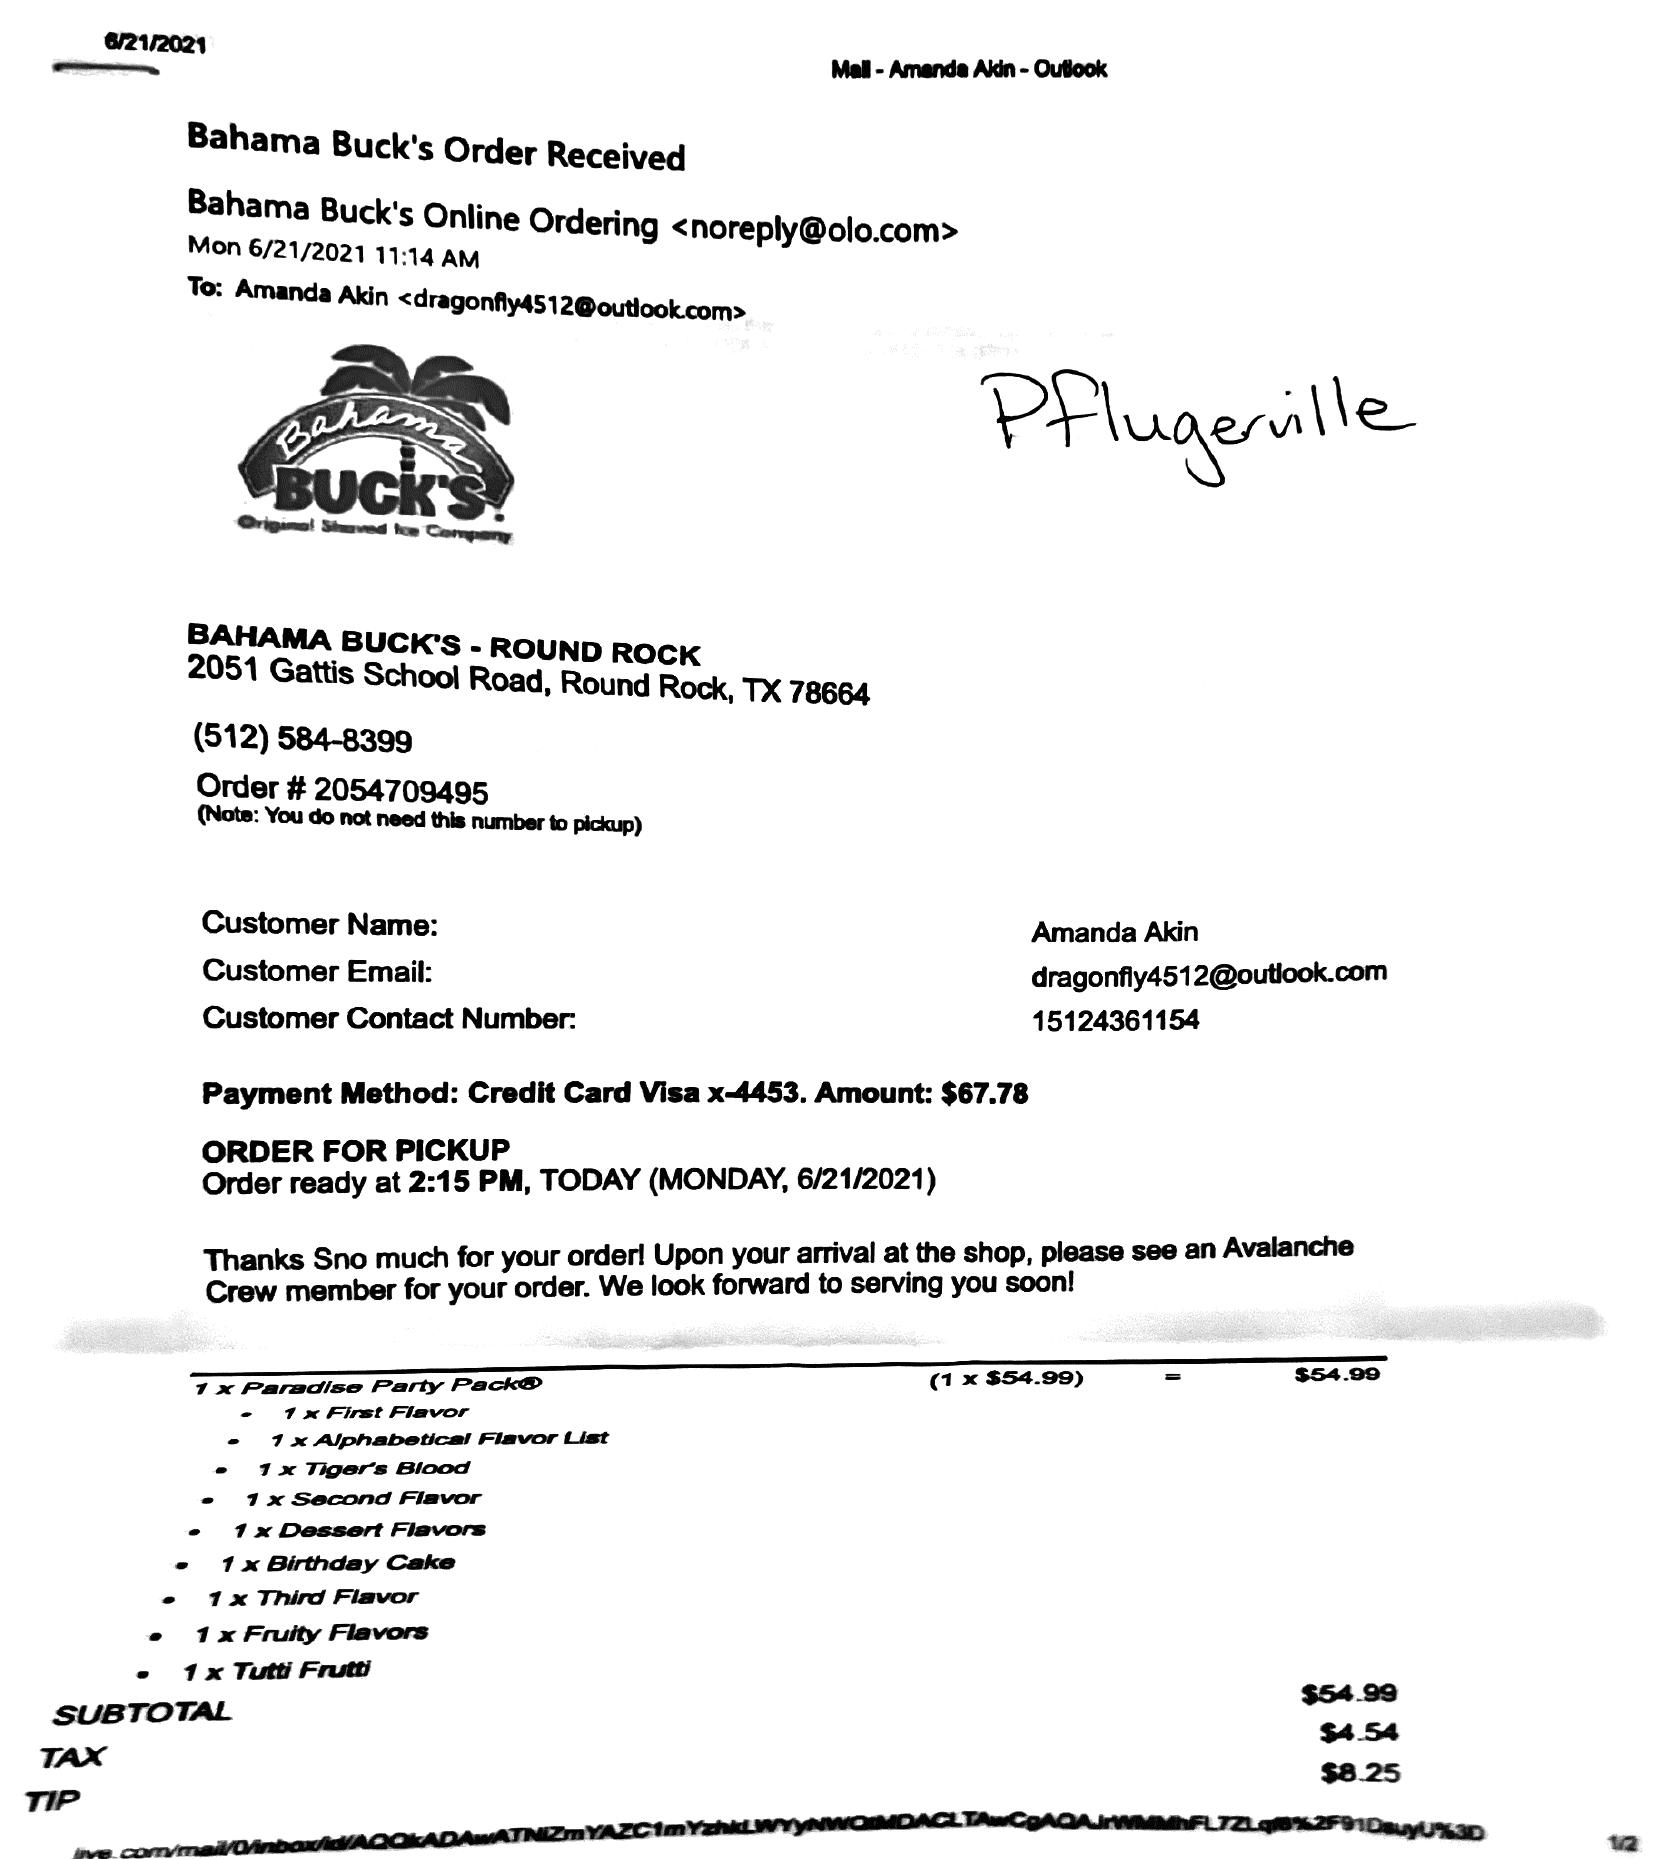 6/21/2021
Mail - Amanda Akin - Outlook
Bahama Buck's Order Received
Bahama Buck's Online Ordering <noreply@olo.com>
Mon 6/21/2021 11:14 AM
To: Amanda Akin <dragonfly4512@outlook.com>
Bahama
BUCK'S
Original Shaved Ice Company
Pflugerville
BAHAMA BUCK'S - ROUND ROCK
2051 Gattis School Road, Round Rock, TX 78664
(512) 584-8399
Order # 2054709495
(Note: You do not need this number to pickup)
Customer Name: Amanda Akin
Customer Email: dragonfly4512@outlook.com
Customer Contact Number: 15124361154
Payment Method: Credit Card Visa x-4453. Amount: $67.78
ORDER FOR PICKUP
Order ready at 2:15 PM, TODAY (MONDAY, 6/21/2021)
Thanks Sno much for your order! Upon your arrival at the shop, please see an Avalanche
Crew member for your order. We look forward to serving you soon!
1 x Paradise Party Pack® (1 x $54.99) = $54.99
• 1 x First Flavor
• 1 x Alphabetical Flavor List
• 1 x Tiger's Blood
• 1 x Second Flavor
• 1 x Dessert Flavors
• 1 x Birthday Cake
• 1 x Third Flavor
• 1 x Fruity Flavors
• 1 x Tutti Frutti
SUBTOTAL $54.99
TAX $4.54
TIP $8.25
1/2